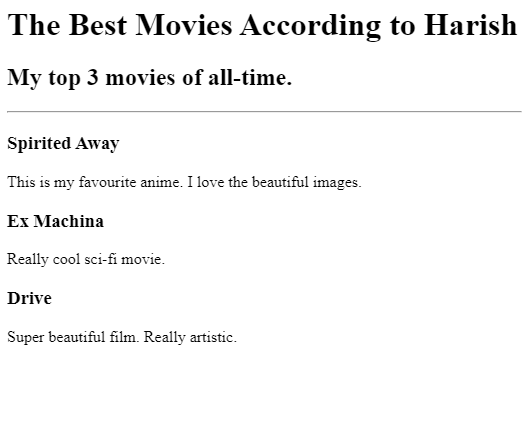 The Best Movies According to Harish
My top 3 movies of all-time.
Spirited Away
This is my favourite anime. I love the beautiful images.
Ex Machina
Really cool sci-fi movie.
Drive
Super beautiful film. Really artistic.